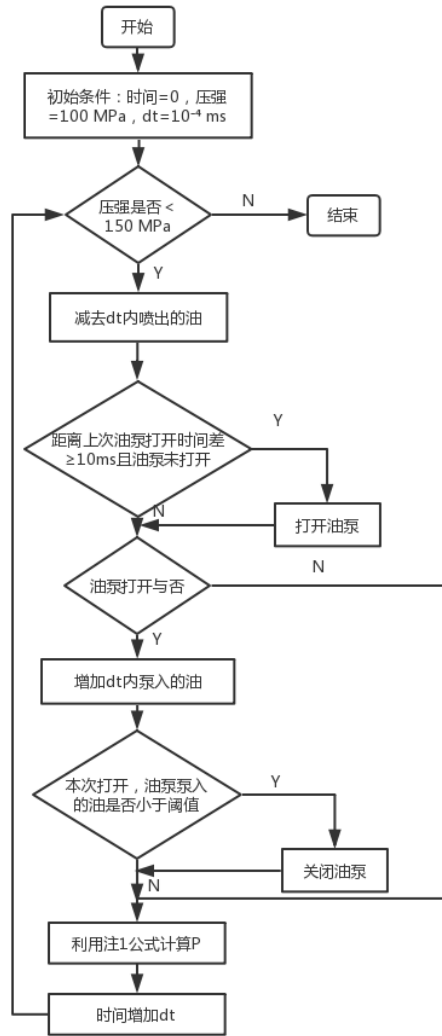 开始
初始条件：时间=0，压强
=100 MPa，dt=10⁻⁴ ms
压强是否 <
150 MPa
N
结束
Y
减去dt内喷出的油
距离上次油泵打开时间差
≥10ms且油泵未打开
Y
N
打开油泵
油泵打开与否
N
Y
增加dt内泵入的油
本次打开，油泵泵入
的油是否小于阈值
Y
N
关闭油泵
利用注1公式计算P
时间增加dt